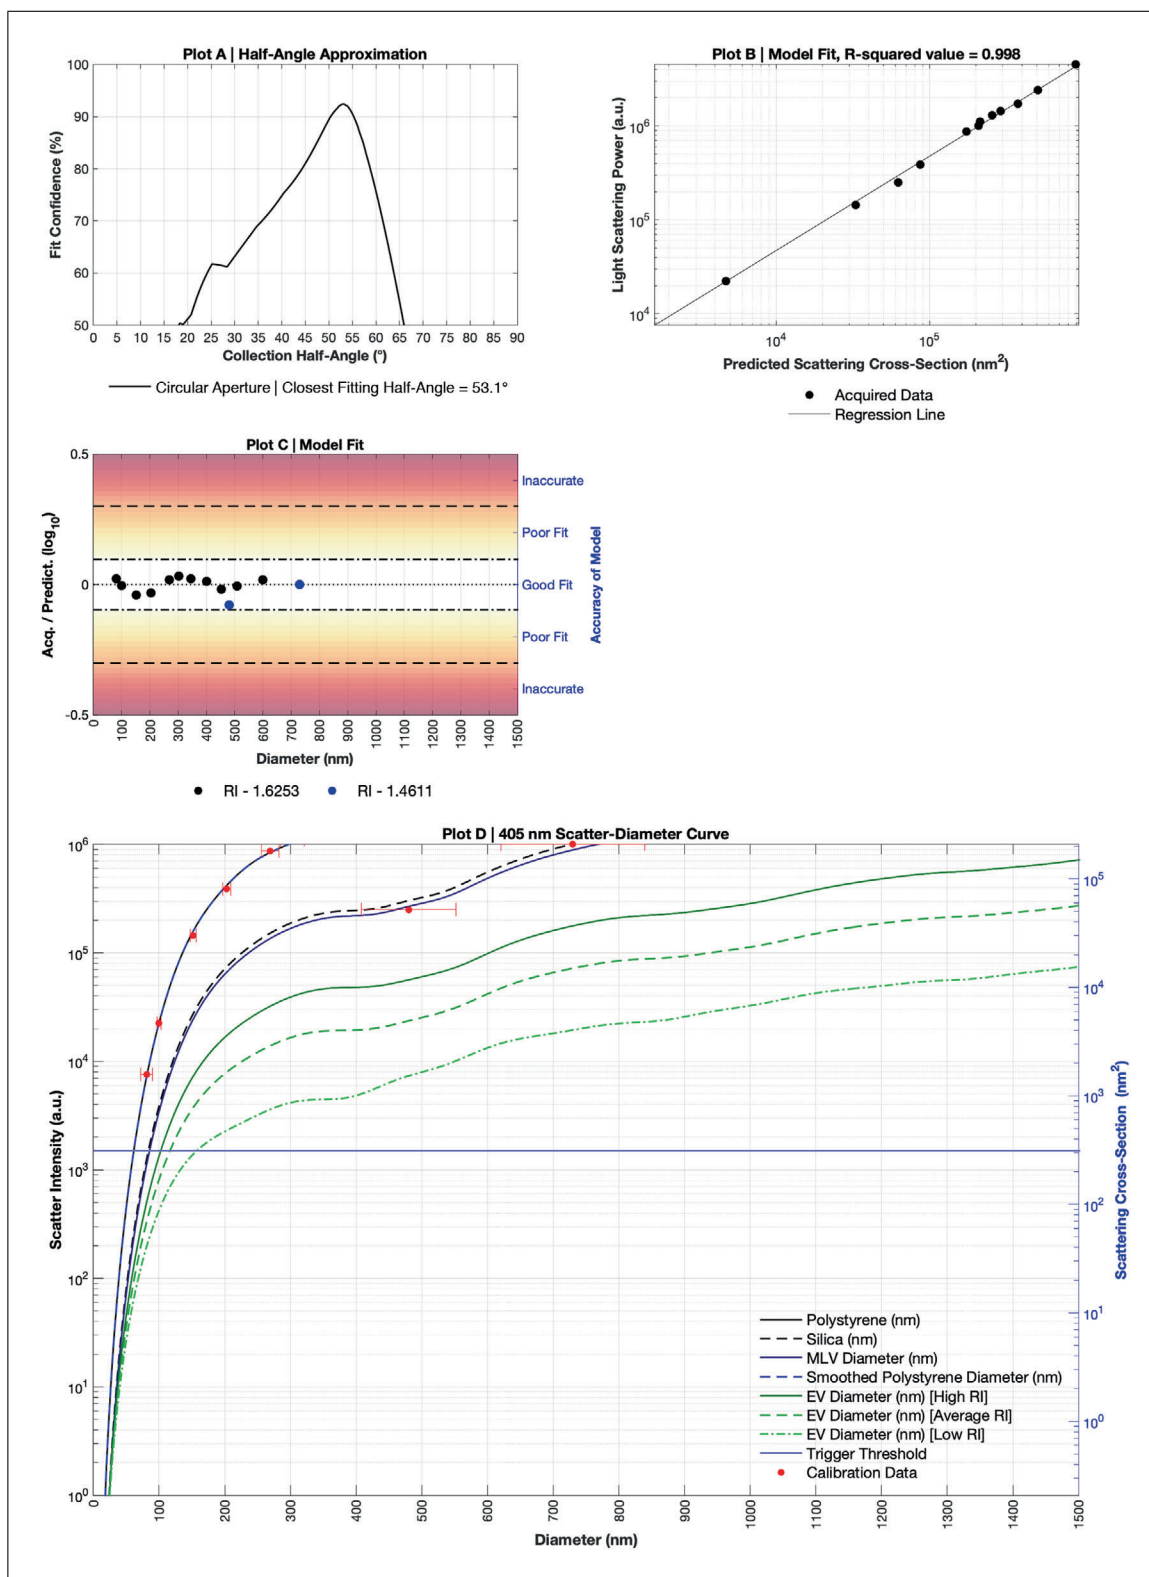 Plot A | Half-Angle Approximation
100
90
80
70
60
50
Fit Confidence (%)
0 5 10 15 20 25 30 35 40 45 50 55 60 65 70 75 80 85 90
Collection Half-Angle (°)
Circular Aperture | Closest Fitting Half-Angle = 53.1°
Plot B | Model Fit, R-squared value = 0.998
10⁶
10⁵
10⁴
Light Scattering Power (a.u.)
10⁴ 10⁵
Predicted Scattering Cross-Section (nm²)
Acquired Data
Regression Line
Plot C | Model Fit
0.5
0
-0.5
Acq. / Predict. (log₁₀)
Inaccurate
Poor Fit
Good Fit
Poor Fit
Inaccurate
Accuracy of Model
0 100 200 300 400 500 600 700 800 900 1000 1100 1200 1300 1400 1500
Diameter (nm)
RI - 1.6253 RI - 1.4611
Plot D | 405 nm Scatter-Diameter Curve
10⁶
10⁵
10⁴
10³
10²
10¹
10⁰
Scatter Intensity (a.u.)
10⁵
10⁴
10³
10²
10¹
10⁰
Scattering Cross-Section (nm²)
Polystyrene (nm)
Silica (nm)
MLV Diameter (nm)
Smoothed Polystyrene Diameter (nm)
EV Diameter (nm) [High RI]
EV Diameter (nm) [Average RI]
EV Diameter (nm) [Low RI]
Trigger Threshold
Calibration Data
0 100 200 300 400 500 600 700 800 900 1000 1100 1200 1300 1400 1500
Diameter (nm)